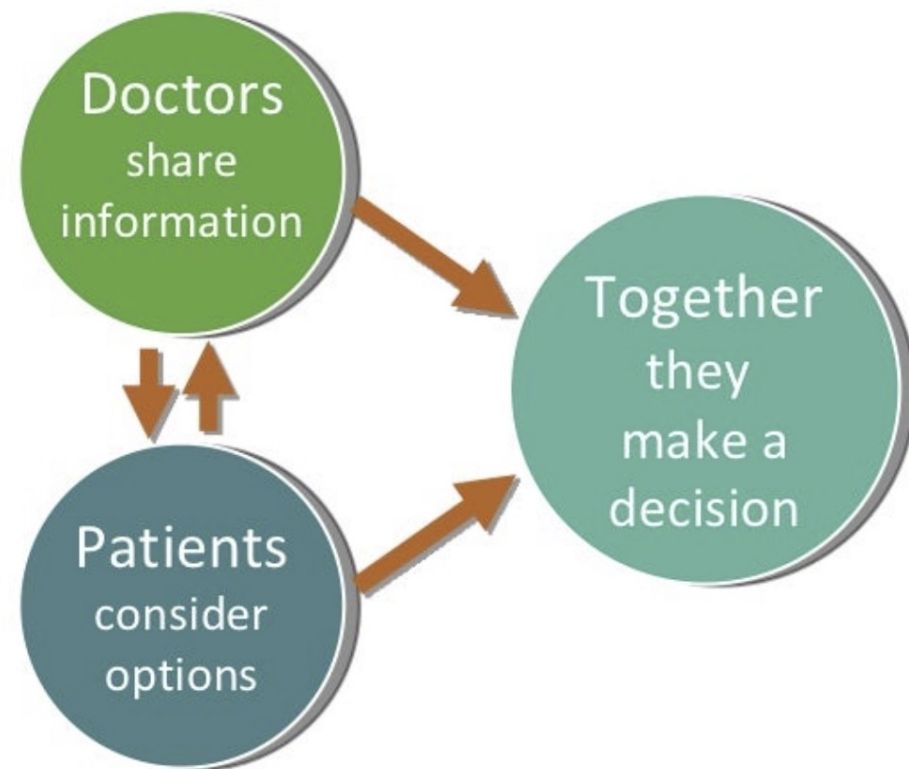 Doctors
share
information
Together
they
make a
decision
Patients
consider
options